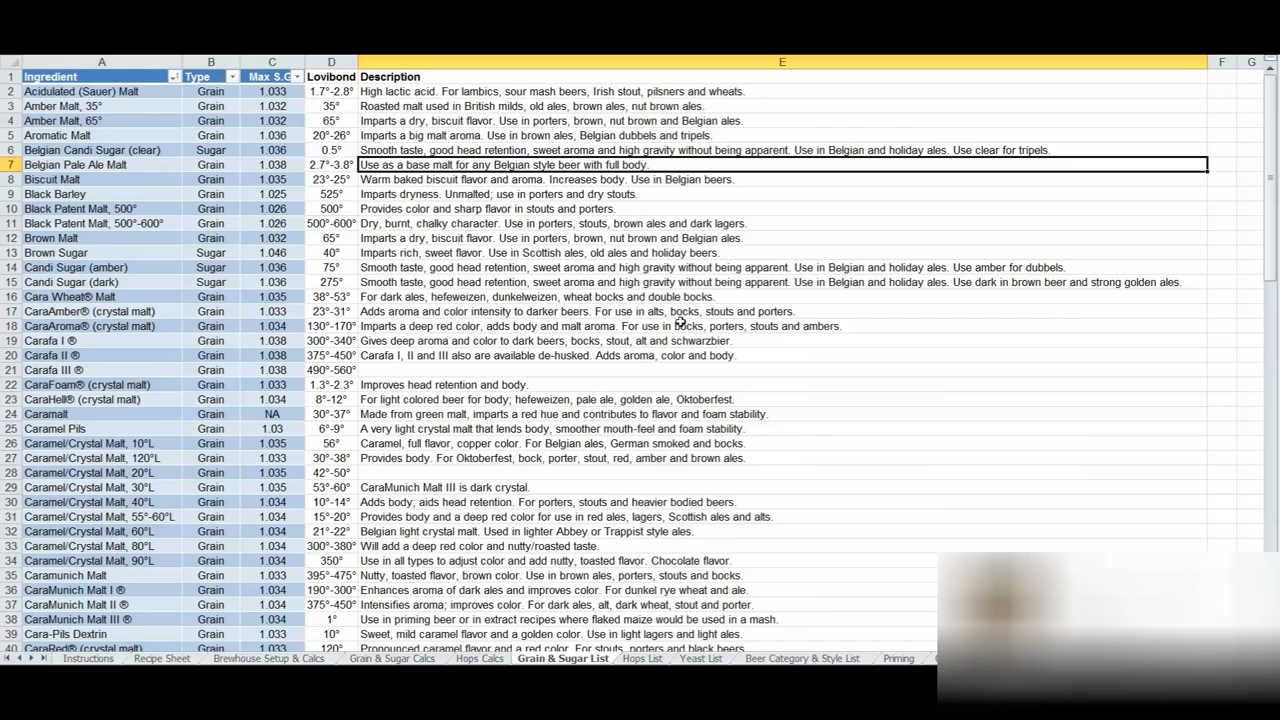 A B C D E F G
1 Ingredient Type Max S.G Lovibond Description
2 Acidulated (Sauer) Malt Grain 1.033 1.7°-2.8° High lactic acid. For lambics, sour mash beers, Irish stout, pilsners and wheats.
3 Amber Malt, 35° Grain 1.032 35° Roasted malt used in British milds, old ales, brown ales, nut brown ales.
4 Amber Malt, 65° Grain 1.032 65° Imparts a dry, biscuit flavor. Use in porters, brown, nut brown and Belgian ales.
5 Aromatic Malt Grain 1.036 20°-26° Imparts a big malt aroma. Use in brown ales, Belgian dubbels and tripels.
6 Belgian Candi Sugar (clear) Sugar 1.036 0.5° Smooth taste, good head retention, sweet aroma and high gravity without being apparent. Use in Belgian and holiday ales. Use clear for tripels.
7 Belgian Pale Ale Malt Grain 1.038 2.7°-3.8° Use as a base malt for any Belgian style beer with full body.
8 Biscuit Malt Grain 1.035 23°-25° Warm baked biscuit flavor and aroma. Increases body. Use in Belgian beers.
9 Black Barley Grain 1.025 525° Imparts dryness. Unmalted; use in porters and dry stouts.
10 Black Patent Malt, 500° Grain 1.026 500° Provides color and sharp flavor in stouts and porters.
11 Black Patent Malt, 500°-600° Grain 1.026 500°-600° Dry, burnt, chalky character. Use in porters, stouts, brown ales and dark lagers.
12 Brown Malt Grain 1.032 65° Imparts a dry, biscuit flavor. Use in porters, brown, nut brown and Belgian ales.
13 Brown Sugar Sugar 1.046 40° Imparts rich, sweet flavor. Use in Scottish ales, old ales and holiday beers.
14 Candi Sugar (amber) Sugar 1.036 75° Smooth taste, good head retention, sweet aroma and high gravity without being apparent. Use in Belgian and holiday ales. Use amber for dubbels.
15 Candi Sugar (dark) Sugar 1.036 275° Smooth taste, good head retention, sweet aroma and high gravity without being apparent. Use in Belgian and holiday ales. Use dark in brown beer and strong golden ales.
16 Cara Wheat® Malt Grain 1.035 38°-53° For dark ales, hefeweizen, dunkelweizen, wheat bocks and double bocks.
17 CaraAmber® (crystal malt) Grain 1.033 23°-31° Adds aroma and color intensity to darker beers. For use in alts, bocks, stouts and porters.
18 CaraAroma® (crystal malt) Grain 1.034 130°-170° Imparts a deep red color, adds body and malt aroma. For use in bocks, porters, stouts and ambers.
19 Carafa I ® Grain 1.038 300°-340° Gives deep aroma and color to dark beers, bocks, stout, alt and schwarzbier.
20 Carafa II ® Grain 1.038 375°-450° Carafa I, II and III also are available de-husked. Adds aroma, color and body.
21 Carafa III ® Grain 1.038 490°-560°
22 CaraFoam® (crystal malt) Grain 1.033 1.3°-2.3° Improves head retention and body.
23 CaraHell® (crystal malt) Grain 1.034 8°-12° For light colored beer for body; hefeweizen, pale ale, golden ale, Oktoberfest.
24 Caramalt Grain NA 30°-37° Made from green malt, imparts a red hue and contributes to flavor and foam stability.
25 Caramel Pils Grain 1.03 6°-9° A very light crystal malt that lends body, smoother mouth-feel and foam stability.
26 Caramel/Crystal Malt, 10°L Grain 1.035 56° Caramel, full flavor, copper color. For Belgian ales, German smoked and bocks.
27 Caramel/Crystal Malt, 120°L Grain 1.033 30°-38° Provides body. For Oktoberfest, bock, porter, stout, red, amber and brown ales.
28 Caramel/Crystal Malt, 20°L Grain 1.035 42°-50°
29 Caramel/Crystal Malt, 30°L Grain 1.035 53°-60° CaraMunich Malt III is dark crystal.
30 Caramel/Crystal Malt, 40°L Grain 1.034 10°-14° Adds body; aids head retention. For porters, stouts and heavier bodied beers.
31 Caramel/Crystal Malt, 55°-60°L Grain 1.034 15°-20° Provides body and a deep red color for use in red ales, lagers, Scottish ales and alts.
32 Caramel/Crystal Malt, 60°L Grain 1.034 21°-22° Belgian light crystal malt. Used in lighter Abbey or Trappist style ales.
33 Caramel/Crystal Malt, 80°L Grain 1.034 300°-380° Will add a deep red color and nutty/roasted taste.
34 Caramel/Crystal Malt, 90°L Grain 1.034 350° Use in all types to adjust color and add nutty, toasted flavor. Chocolate flavor.
35 Caramunich Malt Grain 1.033 395°-475° Nutty, toasted flavor, brown color. Use in brown ales, porters, stouts and bocks.
36 CaraMunich Malt I ® Grain 1.034 190°-300° Enhances aroma of dark ales and improves color. For dunkel rye wheat and ale.
37 CaraMunich Malt II ® Grain 1.034 375°-450° Intensifies aroma; improves color. For dark ales, alt, dark wheat, stout and porter.
38 CaraMunich Malt III ® Grain 1.034 1° Use in priming beer or in extract recipes where flaked maize would be used in a mash.
39 Cara-Pils Dextrin Grain 1.033 10° Sweet, mild caramel flavor and a golden color. Use in light lagers and light ales.
40 CaraRed® (crystal malt) Grain 1.034 120° Pronounced caramel flavor and a red color. For stouts, porters and black beers.
Instructions Recipe Sheet Brewhouse Setup & Calcs Grain & Sugar Calcs Hops Calcs Grain & Sugar List Hops List Yeast List Beer Category & Style List Priming